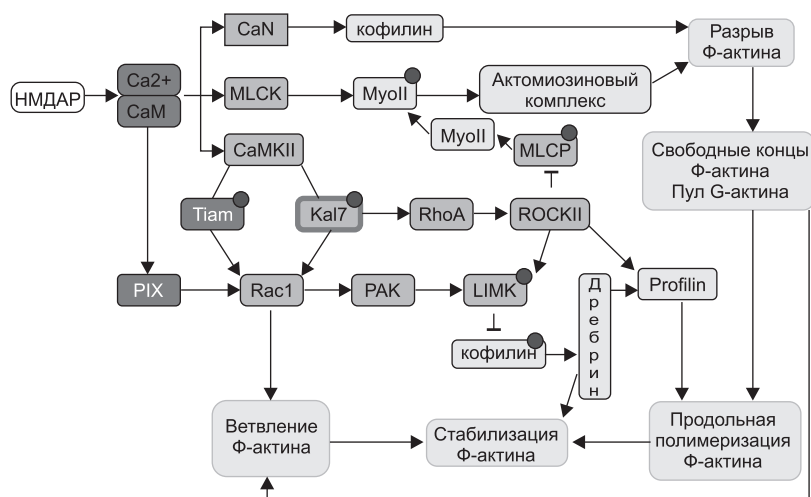 CaN
кофилин
Разрыв
Ф-актина
НМДАР
Ca2+
CaM
MLCK
MyoII
Актомиозиновый
комплекс
MyoII
MLCP
CaMKII
Свободные концы
Ф-актина
Пул G-актина
Tiam
Kal7
RhoA
ROCKII
PIX
Rac1
PAK
LIMK
Дребрин
Profilin
кофилин
Ветвление
Ф-актина
Стабилизация
Ф-актина
Продольная
полимеризация
Ф-актина